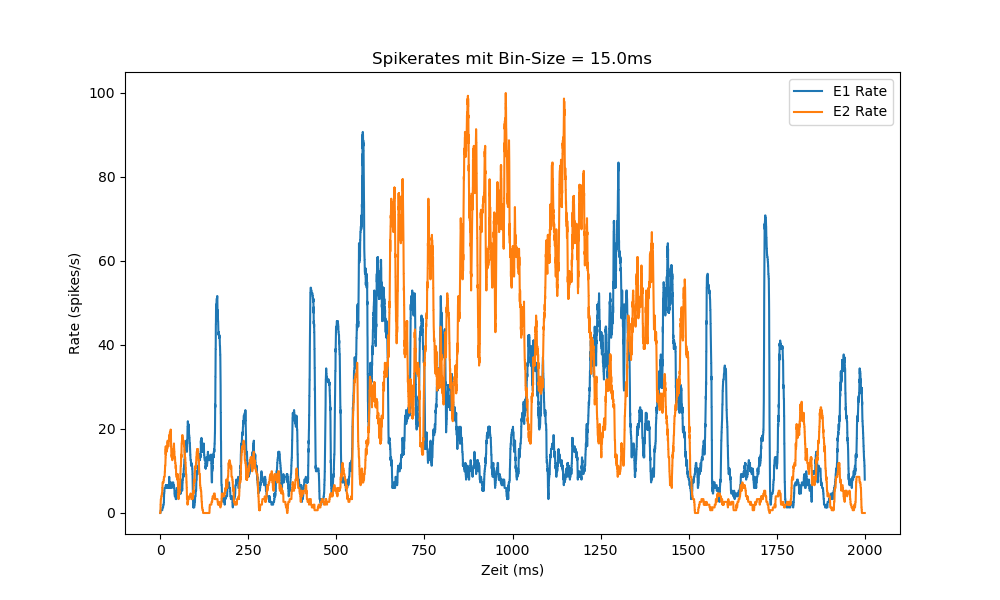 Spikerates mit Bin-Size = 15.0ms
E1 Rate
E2 Rate
100
80
60
40
20
0
Rate (spikes/s)
0 250 500 750 1000 1250 1500 1750 2000
Zeit (ms)